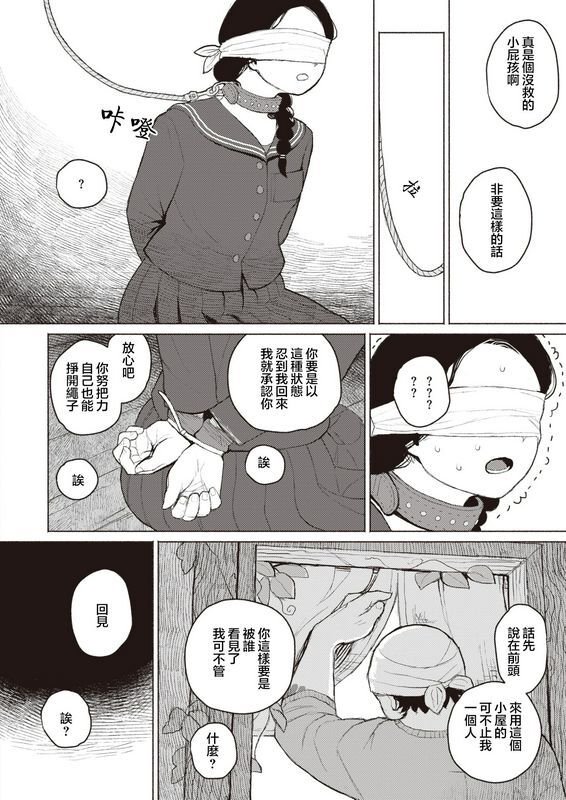 真是個沒救的
小屁孩啊
非要這樣的話
拉
咔噔
?
???
??
你要是以
這種狀態
忍到我回來
我就承認你
誒
放心吧
你努把力
自己也能
掙開繩子
誒
話先
說在前頭
來用這個
小屋的
可不止我
一個人
你這樣要是
被誰
看見了
我可不管
什麼?
回見
誒?